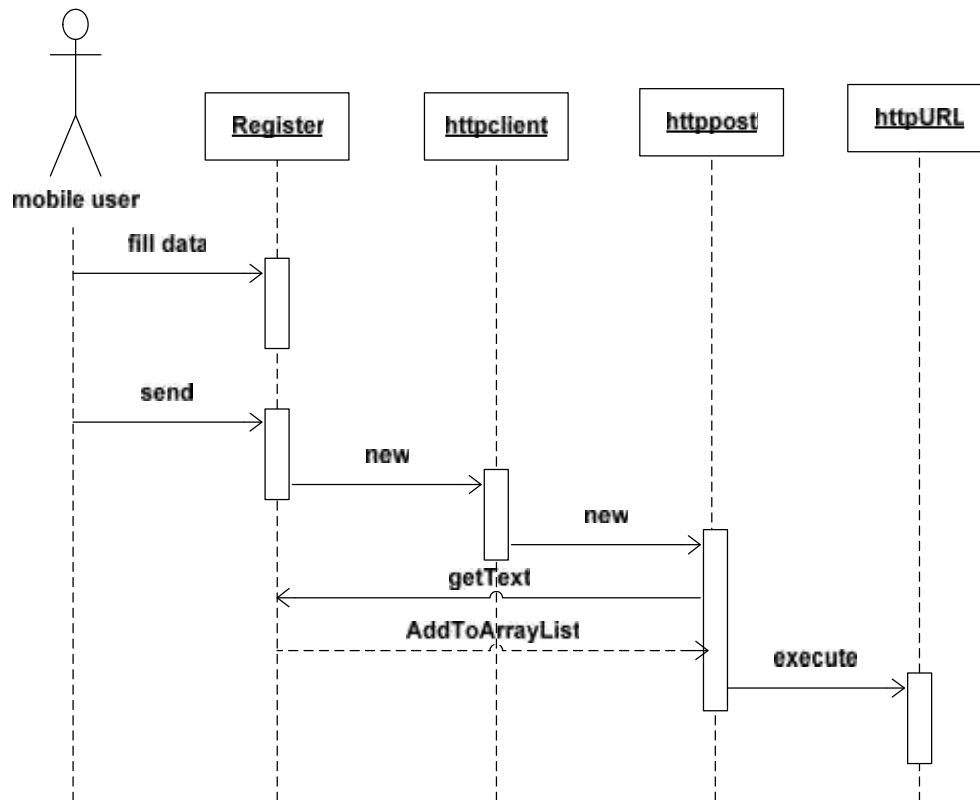 Register
httpclient
httppost
httpURL
mobile user
fill data
send
new
new
getText
AddToArrayList
execute